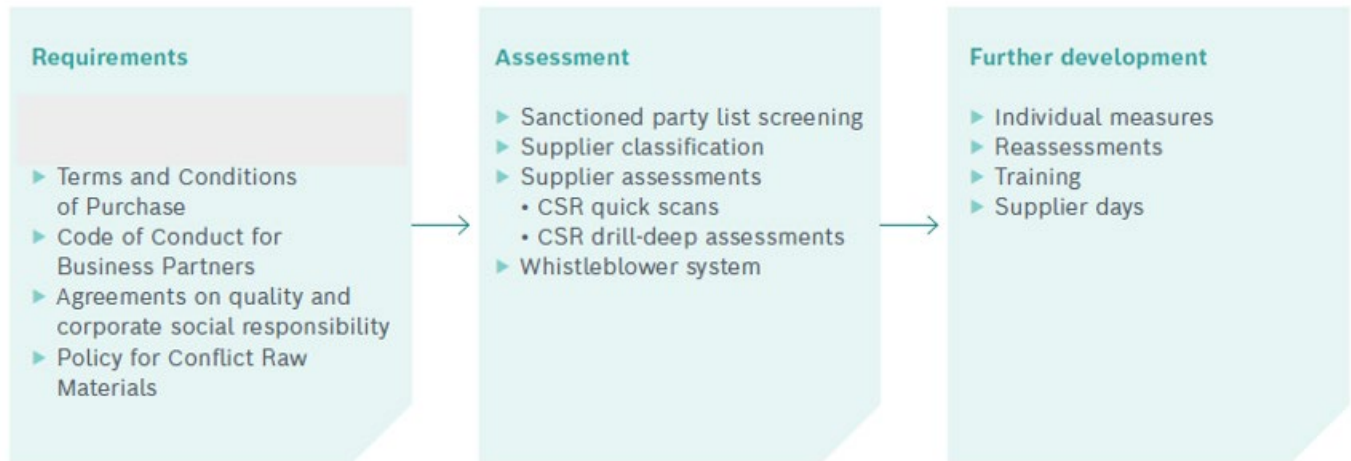 Requirements
▶ Terms and Conditions
of Purchase
▶ Code of Conduct for
Business Partners
▶ Agreements on quality and
corporate social responsibility
▶ Policy for Conflict Raw
Materials
Assessment
▶ Sanctioned party list screening
▶ Supplier classification
▶ Supplier assessments
• CSR quick scans
• CSR drill-deep assessments
▶ Whistleblower system
Further development
▶ Individual measures
▶ Reassessments
▶ Training
▶ Supplier days